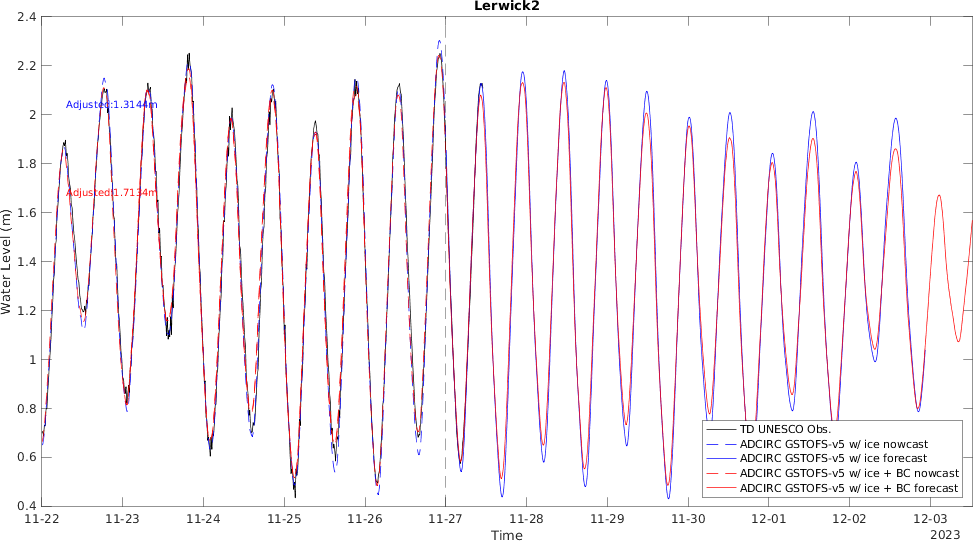 Lerwick2
2.4
2.2
2
1.8
1.6
1.4
1.2
1
0.8
0.6
0.4
Water Level (m)
Adjusted:1.3144m
Adjusted:1.7134m
TD UNESCO Obs.
ADCIRC GSTOFS-v5 w/ ice nowcast
ADCIRC GSTOFS-v5 w/ ice forecast
ADCIRC GSTOFS-v5 w/ ice + BC nowcast
ADCIRC GSTOFS-v5 w/ ice + BC forecast
11-22 11-23 11-24 11-25 11-26 11-27 11-28 11-29 11-30 12-01 12-02 12-03
Time 2023